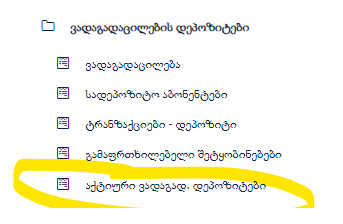 ვადაგადაცილების დეპოზიტები
ვადაგადაცილება
სადეპოზიტო აბონენტები
ტრანზაქციები - დეპოზიტი
გამაფრთხილებელი შეტყობინებები
აქტიური ვადაგად. დეპოზიტები